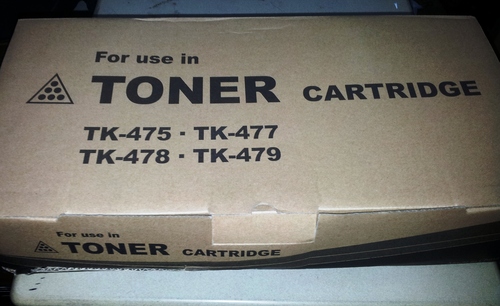 For use in
TONER CARTRIDGE
TK-475 · TK-477
TK-478 · TK-479
For use in
TONER CARTRIDGE